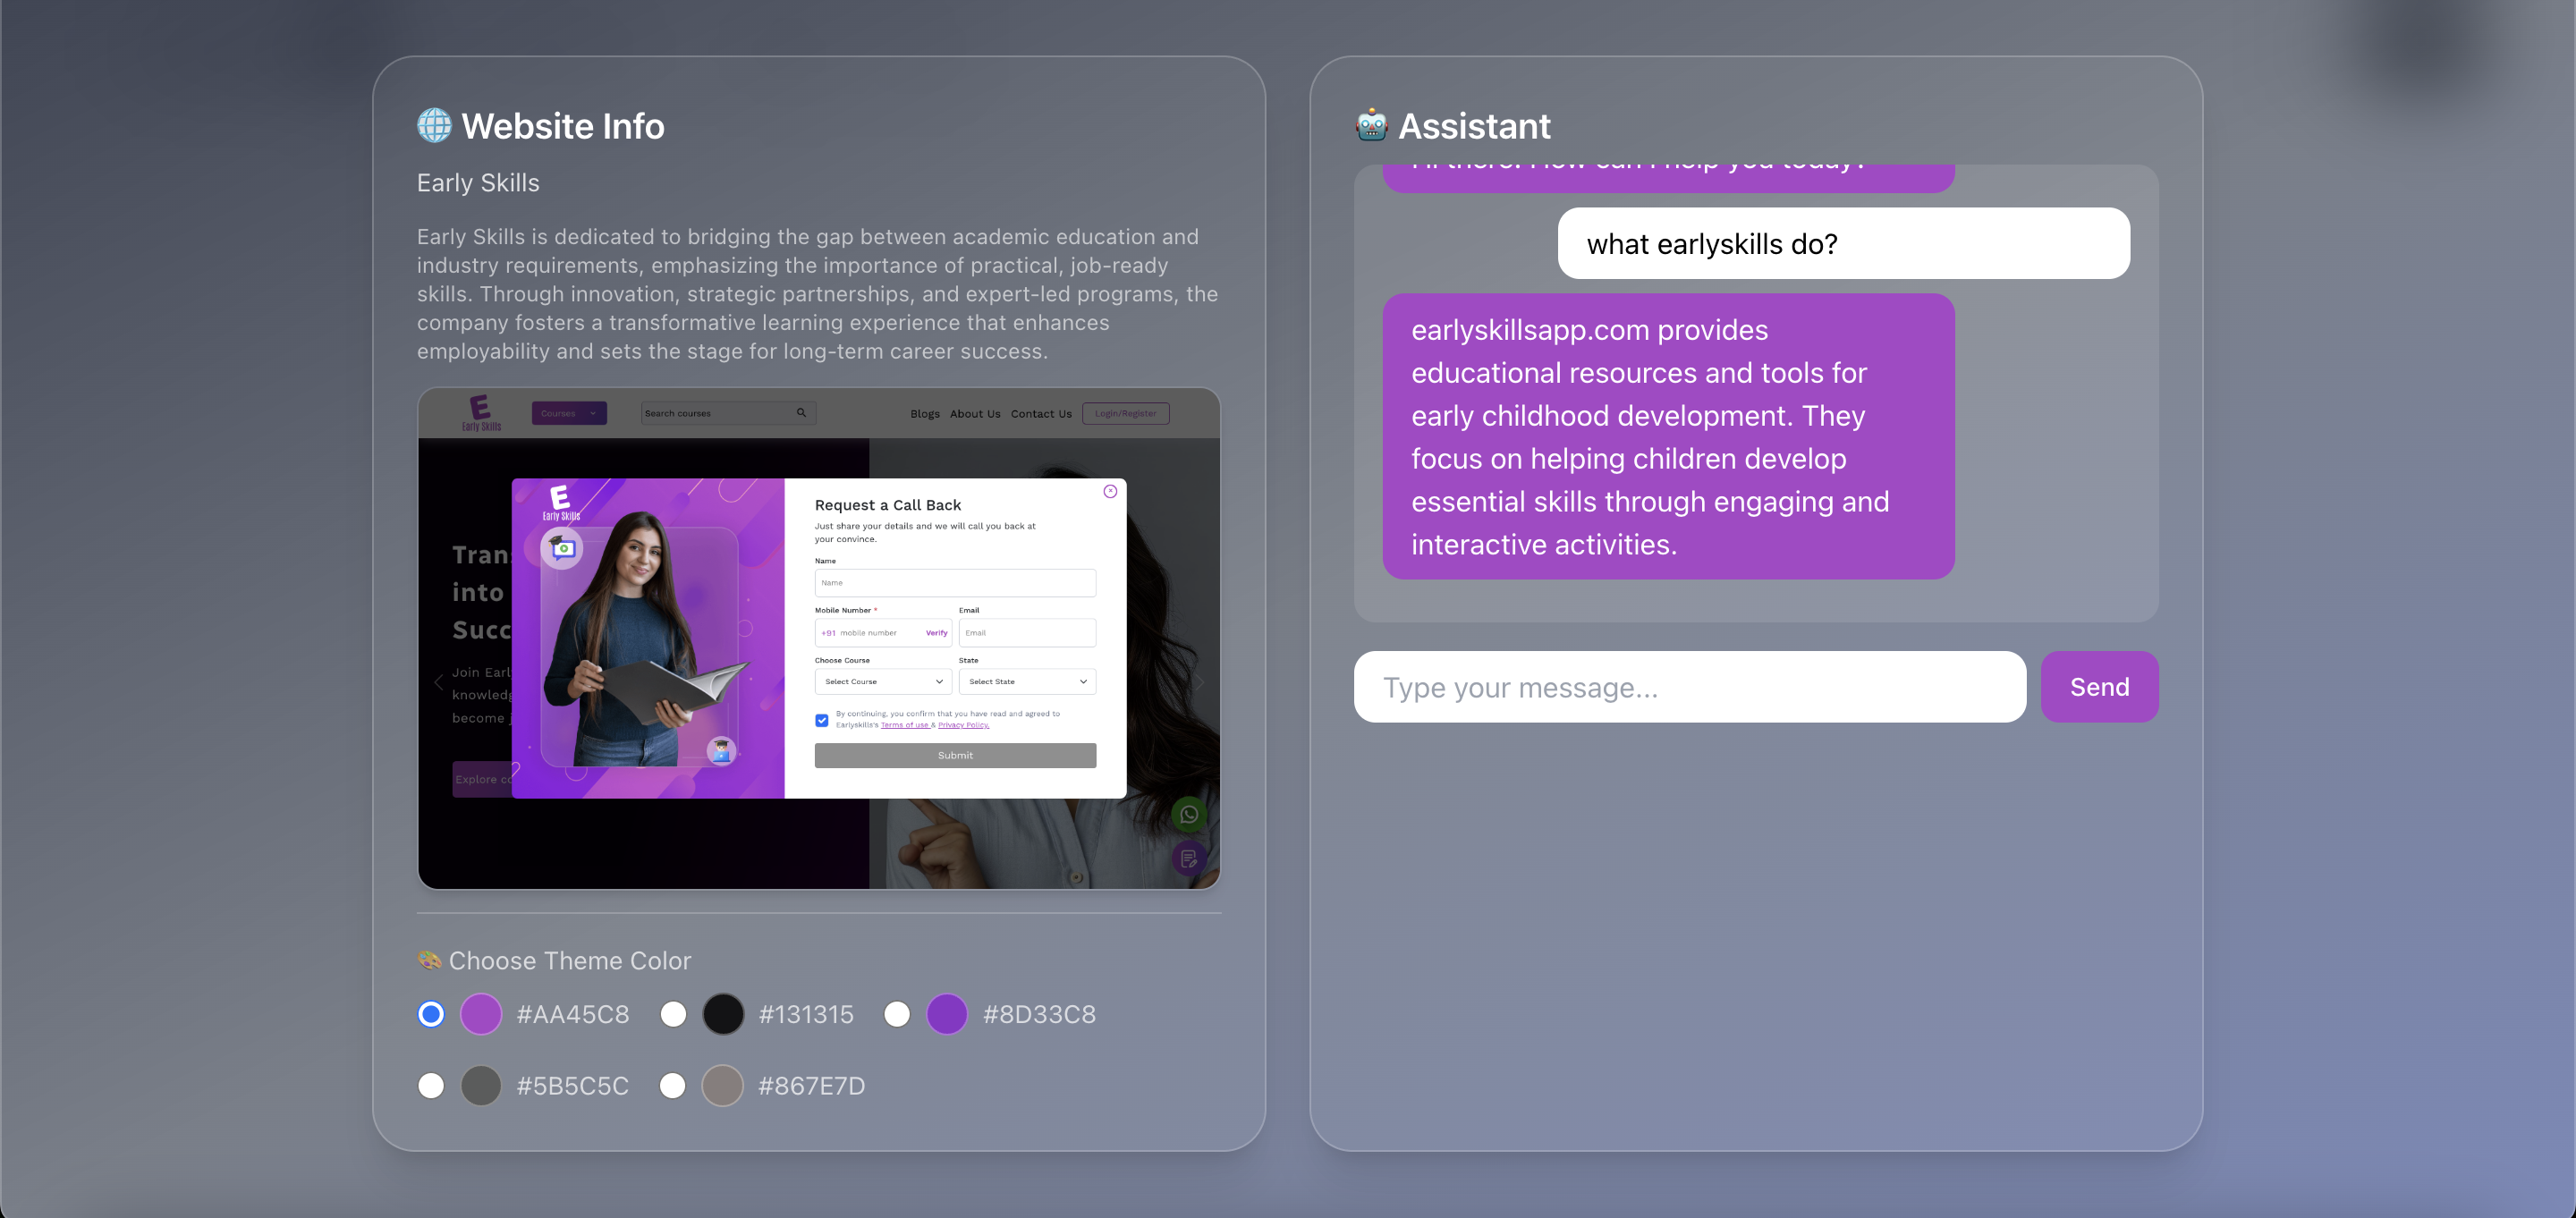 Website Info
Early Skills
Early Skills is dedicated to bridging the gap between academic education and
industry requirements, emphasizing the importance of practical, job-ready
skills. Through innovation, strategic partnerships, and expert-led programs, the
company fosters a transformative learning experience that enhances
employability and sets the stage for long-term career success.
E
Early Skills
Courses
Search courses
Blogs About Us Contact Us Login/Register
Tran
into
Succ
Join Earl
knowledg
become j
Explore co
E
Early Skills
Request a Call Back
Just share your details and we will call you back at
your convince.
Name
Name
Mobile Number * Email
+91 mobile number Verify Email
Choose Course State
Select Course Select State
By continuing, you confirm that you have read and agreed to
Earlyskills's Terms of use & Privacy Policy.
Submit
Choose Theme Color
#AA45C8 #131315 #8D33C8
#5B5C5C #867E7D
Assistant
Hi there! How can I help you today?
what earlyskills do?
earlyskillsapp.com provides
educational resources and tools for
early childhood development. They
focus on helping children develop
essential skills through engaging and
interactive activities.
Type your message...
Send